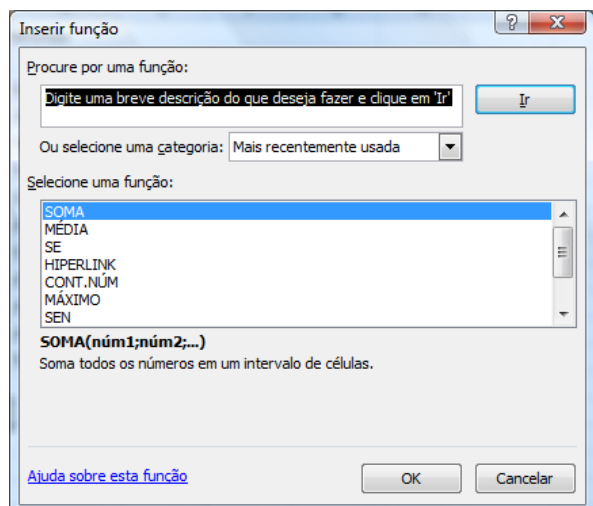 Inserir função
Procure por uma função:
Digite uma breve descrição do que deseja fazer e clique em 'Ir'
Ir
Ou selecione uma categoria: Mais recentemente usada
Selecione uma função:
SOMA
MÉDIA
SE
HIPERLINK
CONT.NÚM
MÁXIMO
SEN
SOMA(núm1;núm2;...)
Soma todos os números em um intervalo de células.
Ajuda sobre esta função
OK
Cancelar